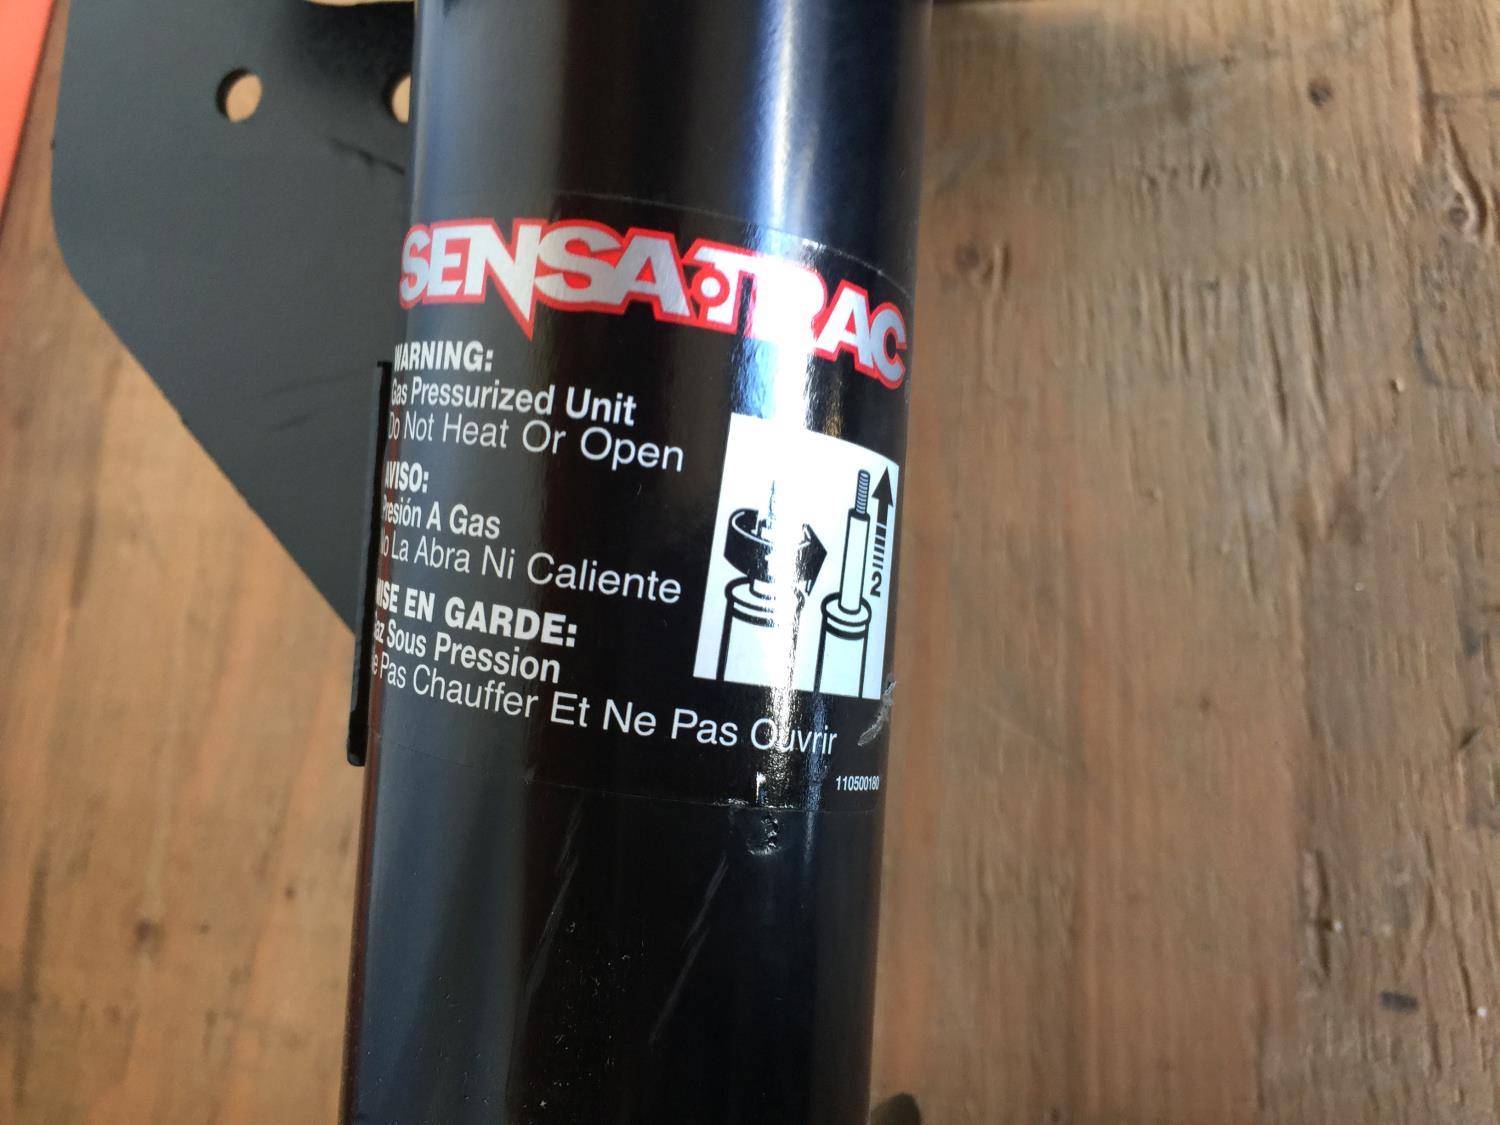 SENSA-TRAC
WARNING:
Gas Pressurized Unit
Do Not Heat Or Open
AVISO:
Presión A Gas
No La Abra Ni Caliente
MISE EN GARDE:
Gaz Sous Pression
Ne Pas Chauffer Et Ne Pas Ouvrir
2
110500180